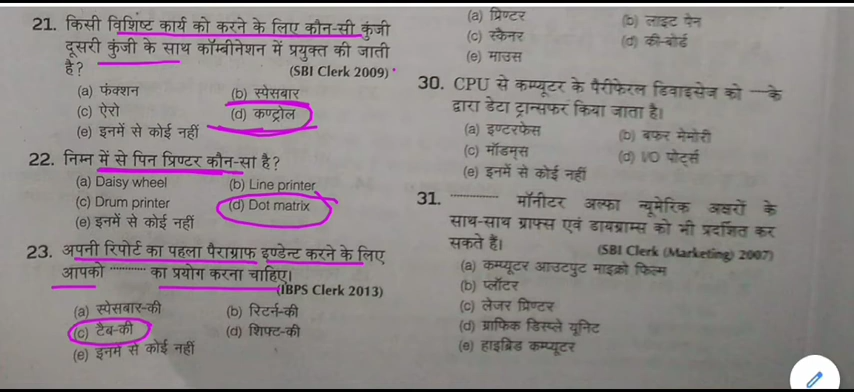 21. किसी विशिष्ट कार्य को करने के लिए कौन-सी कुंजी
दूसरी कुंजी के साथ कॉम्बीनेशन में प्रयुक्त की जाती
है?
(SBI Clerk 2009)
(a) फंक्शन
(b) स्पेसबार
(c) ऐरो
(d) कण्ट्रोल
(e) इनमें से कोई नहीं
22. निम्न में से पिन प्रिण्टर कौन-सा है?
(a) Daisy wheel
(b) Line printer
(c) Drum printer
(d) Dot matrix
(e) इनमें से कोई नहीं
23. अपनी रिपोर्ट का पहला पैराग्राफ इण्डेन्ट करने के लिए
आपको ............ का प्रयोग करना चाहिए।
(IBPS Clerk 2013)
(a) स्पेसबार-की
(b) रिटर्न-की
(c) टैब-की
(d) शिफ्ट-की
(e) इनमें से कोई नहीं
(a) प्रिण्टर
(b) लाइट पेन
(c) स्कैनर
(d) की-बोर्ड
(e) माउस
30. CPU से कम्प्यूटर के पैरीफेरल डिवाइसेज को ---के
द्वारा डेटा ट्रान्सफर किया जाता है।
(a) इण्टरफेस
(b) बफर मेमोरी
(c) मॉडम्स
(d) I/O पोर्ट्स
(e) इनमें से कोई नहीं
31. ............ मॉनीटर अल्फा न्यूमेरिक अक्षरों के
साथ-साथ ग्राफ्स एवं डायग्राम्स को भी प्रदर्शित कर
सकते हैं।
(SBI Clerk (Marketing) 2007)
(a) कम्प्यूटर आउटपुट माइक्रो फिल्म
(b) प्लॉटर
(c) लेजर प्रिण्टर
(d) ग्राफिक डिस्प्ले यूनिट
(e) हाइब्रिड कम्प्यूटर